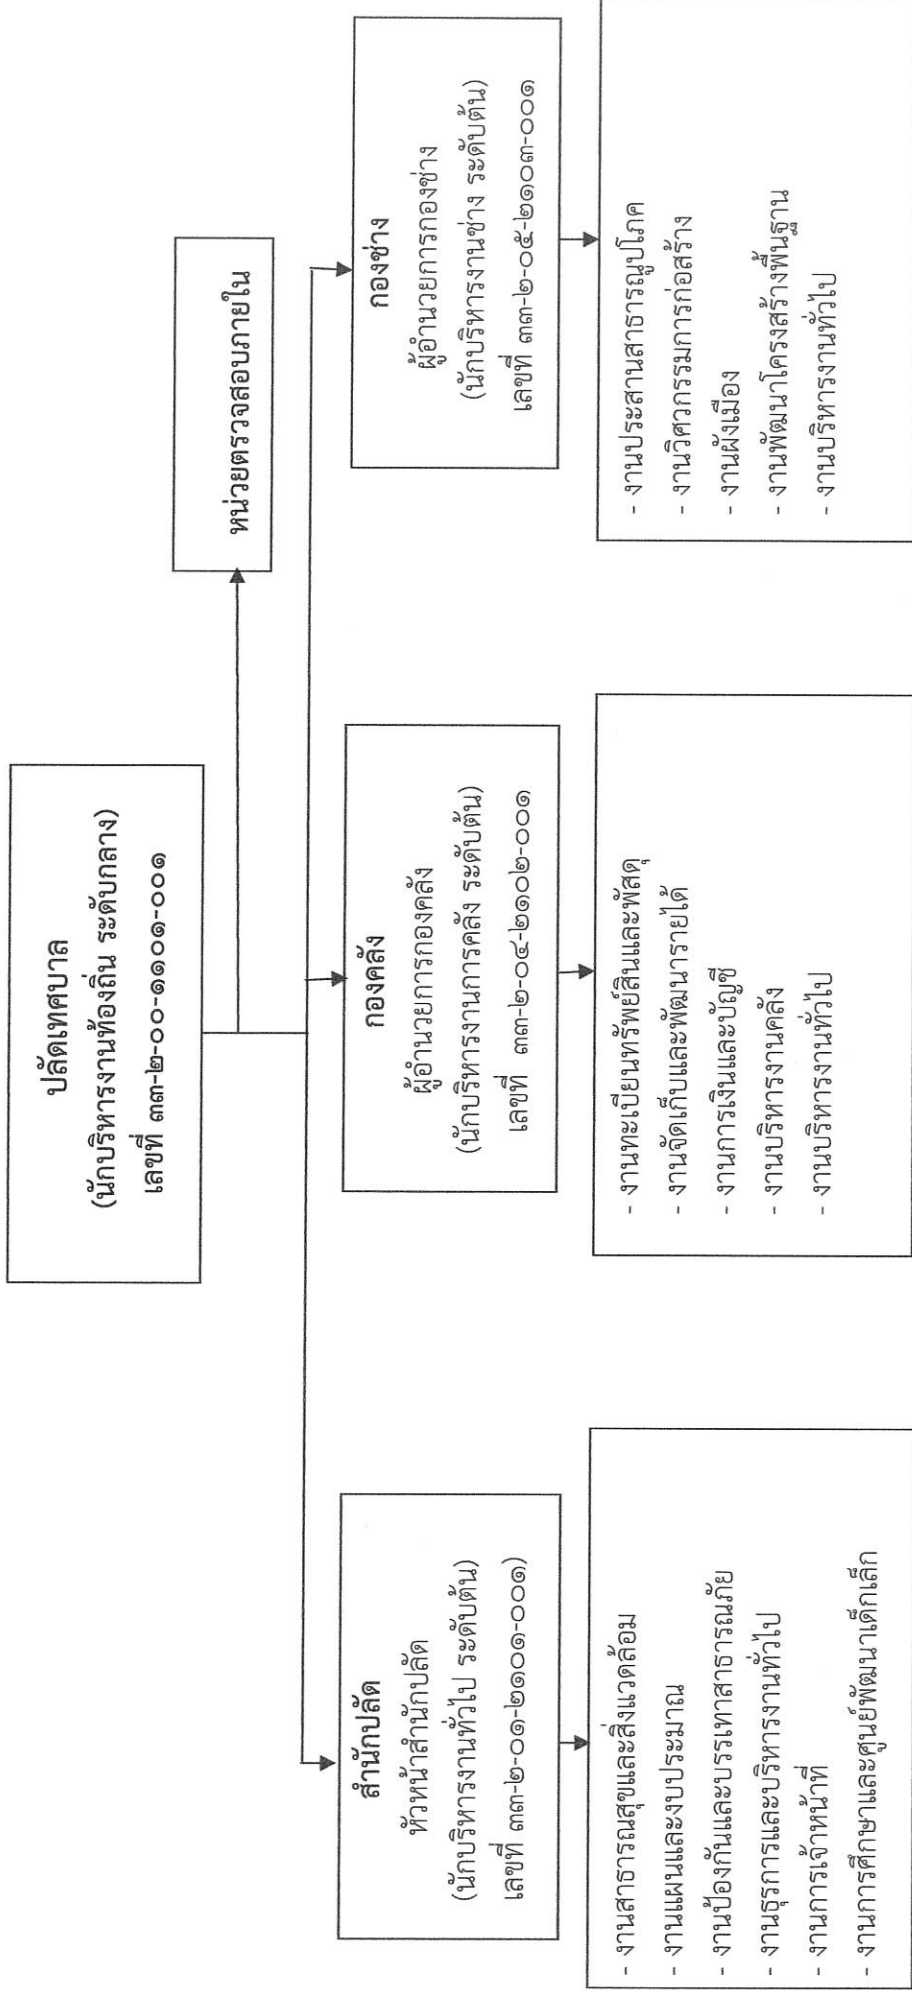 ปลัดเทศบาล
(นักบริหารงานท้องถิ่น ระดับกลาง)
เลขที่ ๓๓-๒-๐๐-๑๑๐๑-๐๐๑
หน่วยตรวจสอบภายใน
สำนักปลัด
หัวหน้าสำนักปลัด
(นักบริหารงานทั่วไป ระดับต้น)
เลขที่ ๓๓-๒-๐๑-๒๑๐๑-๐๐๑)
กองคลัง
ผู้อำนวยการกองคลัง
(นักบริหารงานการคลัง ระดับต้น)
เลขที่ ๓๓-๒-๐๔-๒๑๐๒-๐๐๑
กองช่าง
ผู้อำนวยการกองช่าง
(นักบริหารงานช่าง ระดับต้น)
เลขที่ ๓๓-๒-๐๕-๒๑๐๓-๐๐๑
- งานสาธารณสุขและสิ่งแวดล้อม
- งานแผนและงบประมาณ
- งานป้องกันและบรรเทาสาธารณภัย
- งานธุรการและบริหารงานทั่วไป
- งานการเจ้าหน้าที่
- งานการศึกษาและศูนย์พัฒนาเด็กเล็ก
- งานทะเบียนทรัพย์สินและพัสดุ
- งานจัดเก็บและพัฒนารายได้
- งานการเงินและบัญชี
- งานบริหารงานคลัง
- งานบริหารงานทั่วไป
- งานประสานสาธารณูปโภค
- งานวิศวกรรมการก่อสร้าง
- งานผังเมือง
- งานพัฒนาโครงสร้างพื้นฐาน
- งานบริหารงานทั่วไป